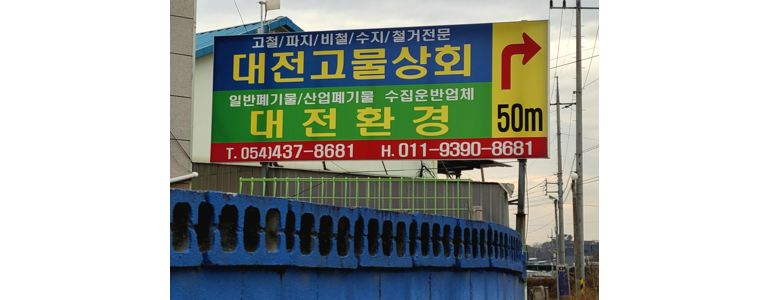 고철/파지/비철/수지/철거전문
대전고물상회
일반폐기물/산업폐기물 수집운반업체
대전환경
50m
T. 054)437-8681 H. 011-9390-8681